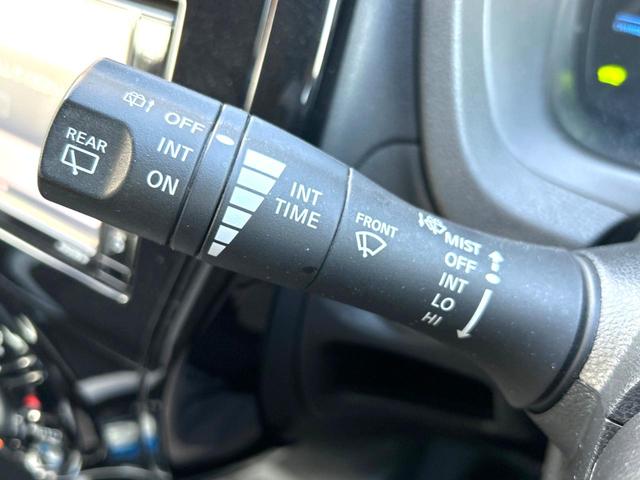 REAR
OFF
INT
ON
INT
TIME
FRONT
MIST
OFF
INT
LO
HI